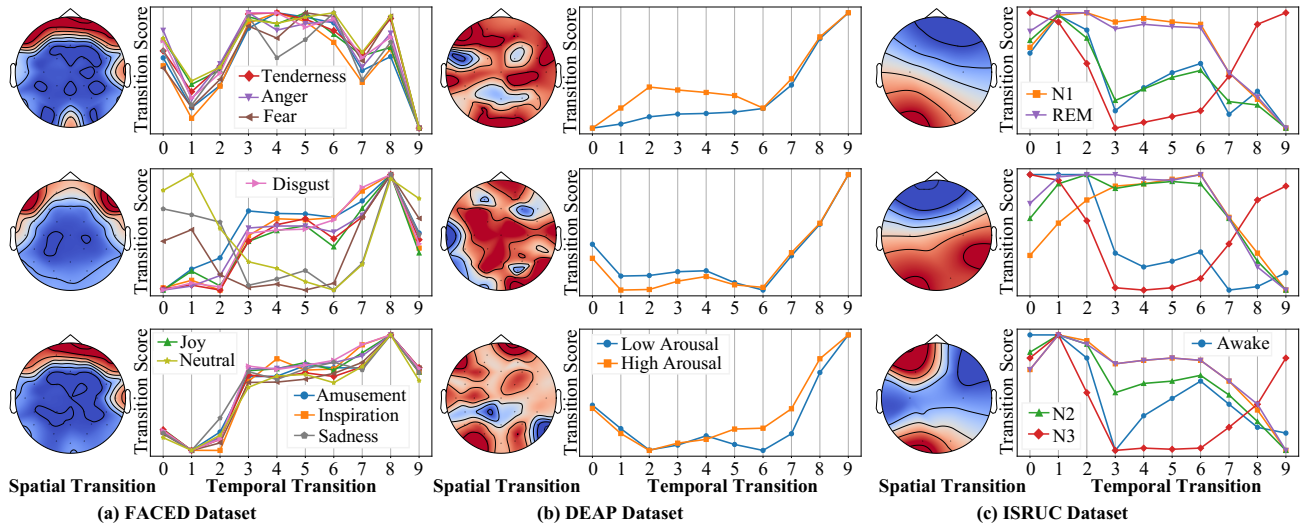 Transition Score
Tenderness
Anger
Fear
0 1 2 3 4 5 6 7 8 9
Transition Score
0 1 2 3 4 5 6 7 8 9
Transition Score
N1
REM
0 1 2 3 4 5 6 7 8 9
Transition Score
Disgust
0 1 2 3 4 5 6 7 8 9
Transition Score
0 1 2 3 4 5 6 7 8 9
Transition Score
0 1 2 3 4 5 6 7 8 9
Transition Score
Joy
Neutral
Amusement
Inspiration
Sadness
0 1 2 3 4 5 6 7 8 9
Transition Score
Low Arousal
High Arousal
0 1 2 3 4 5 6 7 8 9
Transition Score
Awake
N2
N3
0 1 2 3 4 5 6 7 8 9
Spatial Transition Temporal Transition Spatial Transition Temporal Transition Spatial Transition Temporal Transition
(a) FACED Dataset (b) DEAP Dataset (c) ISRUC Dataset